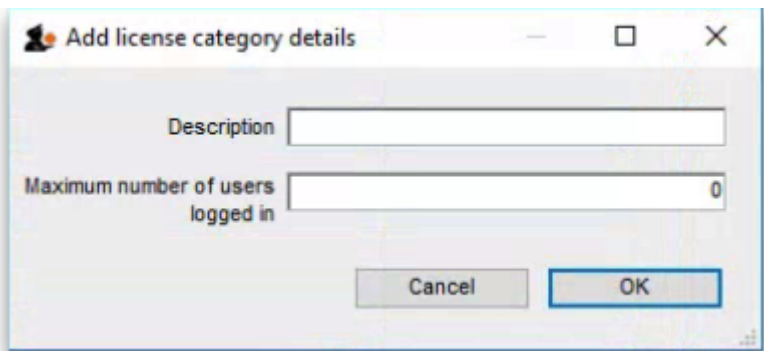 Add license category details
Description
Maximum number of users
logged in
0
Cancel
OK